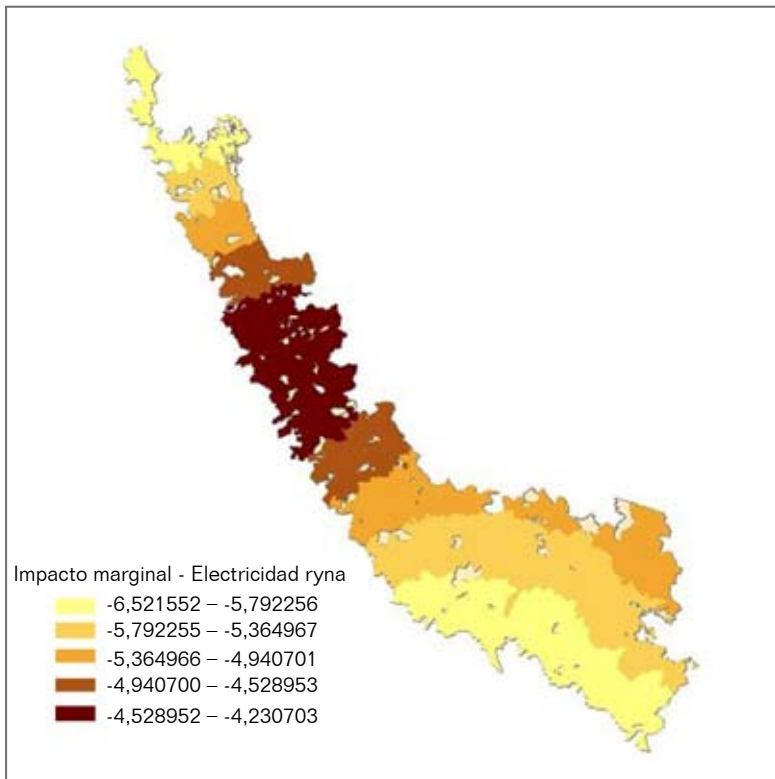 Impacto marginal - Electricidad ryna
-6,521552 – -5,792256
-5,792255 – -5,364967
-5,364966 – -4,940701
-4,940700 – -4,528953
-4,528952 – -4,230703